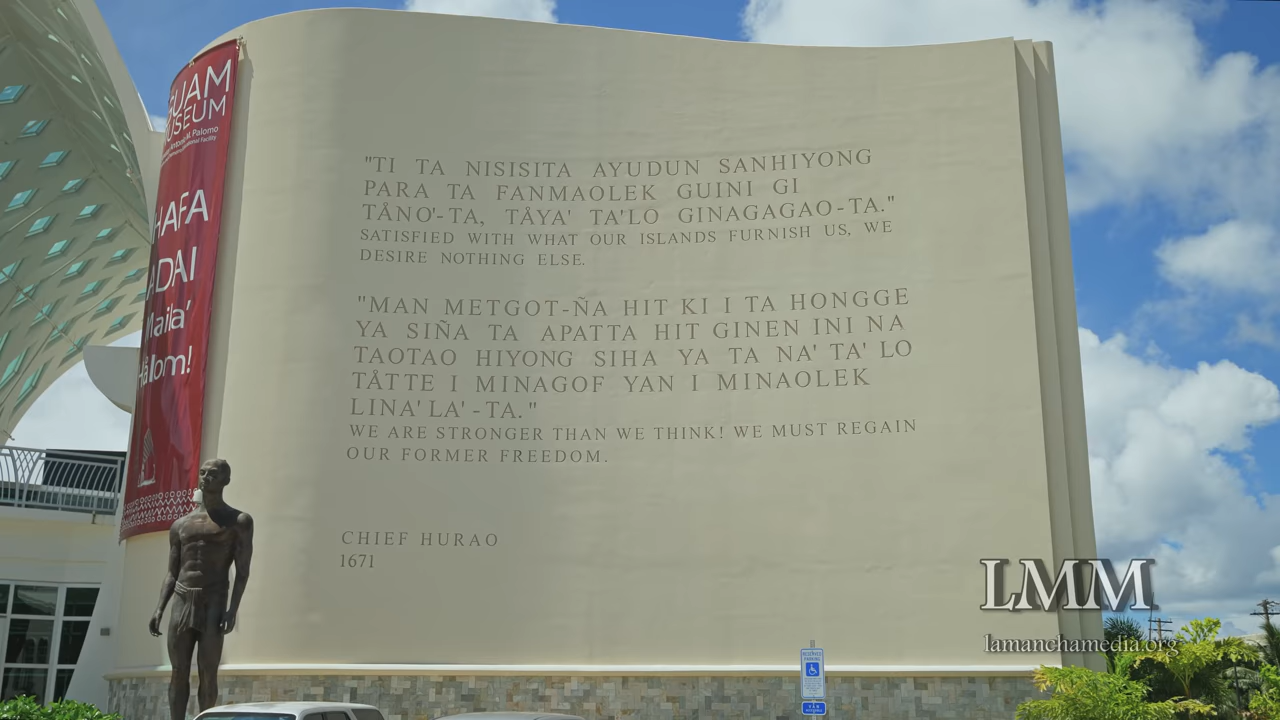 GUAM
MUSEUM
HAFA
ADAI
Maila'
Hålom!
"TI TA NISISITA AYUDUN SANHIYONG
PARA TA FANMAOLEK GUINI GI
TÅNO'-TA, TÅYA' TA'LO GINAGAGAO-TA."
SATISFIED WITH WHAT OUR ISLANDS FURNISH US, WE
DESIRE NOTHING ELSE.
"MAN METGOT-ÑA HIT KI I TA HONGGE
YA SIÑA TA APATTA HIT GINEN INI NA
TAOTAO HIYONG SIHA YA TA NA' TA' LO
TÅTTE I MINAGOF YAN I MINAOLEK
LINA' LA' -TA."
WE ARE STRONGER THAN WE THINK! WE MUST REGAIN
OUR FORMER FREEDOM.
CHIEF HURAO
1671
RESERVED
PARKING
LMM
lamanchamedia.org